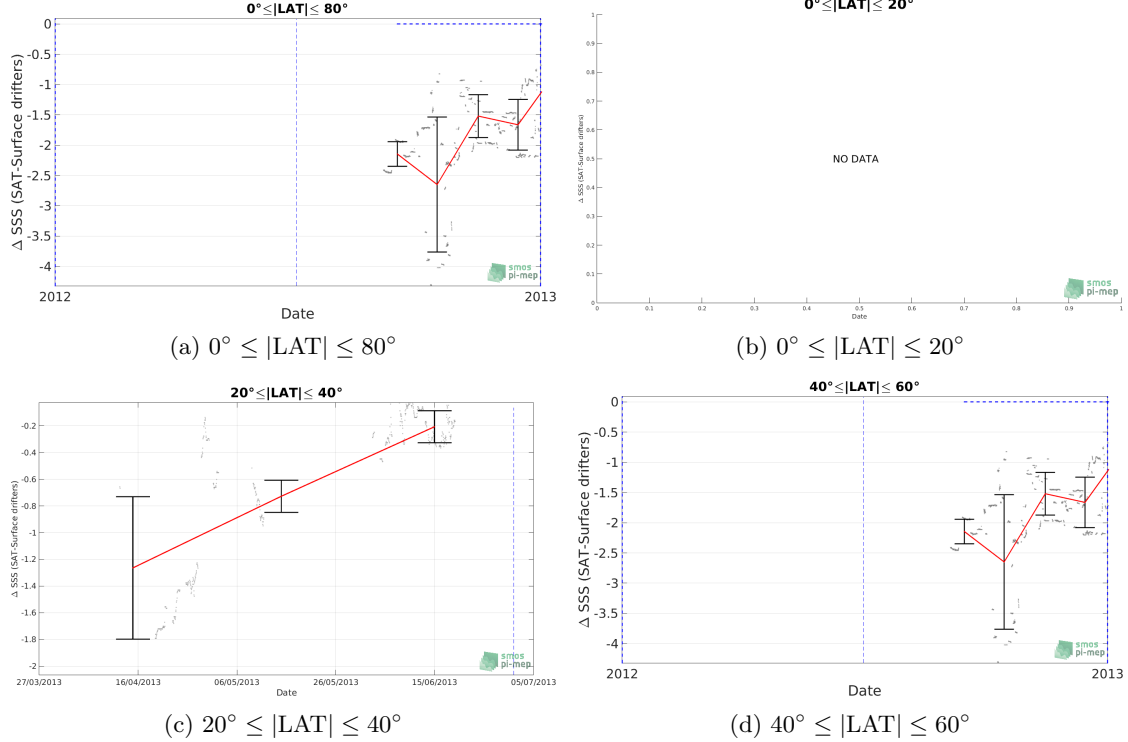 0°≤|LAT|≤ 80°
Δ SSS (SAT-Surface drifters)
0
-0.5
-1
-1.5
-2
-2.5
-3
-3.5
-4
2012
2013
Date
smos
pi-mep
(a) 0° ≤ |LAT| ≤ 80°
0°≤|LAT|≤ 20°
Δ SSS (SAT-Surface drifters)
1
0.9
0.8
0.7
0.6
0.5
0.4
0.3
0.2
0.1
0
NO DATA
0 0.1 0.2 0.3 0.4 0.5 0.6 0.7 0.8 0.9 1
Date
smos
pi-mep
(b) 0° ≤ |LAT| ≤ 20°
20°≤|LAT|≤ 40°
Δ SSS (SAT-Surface drifters)
-0.2
-0.4
-0.6
-0.8
-1
-1.2
-1.4
-1.6
-1.8
-2
27/03/2013 16/04/2013 06/05/2013 26/05/2013 15/06/2013 05/07/2013
Date
smos
pi-mep
(c) 20° ≤ |LAT| ≤ 40°
40°≤|LAT|≤ 60°
Δ SSS (SAT-Surface drifters)
0
-0.5
-1
-1.5
-2
-2.5
-3
-3.5
-4
2012
2013
Date
smos
pi-mep
(d) 40° ≤ |LAT| ≤ 60°